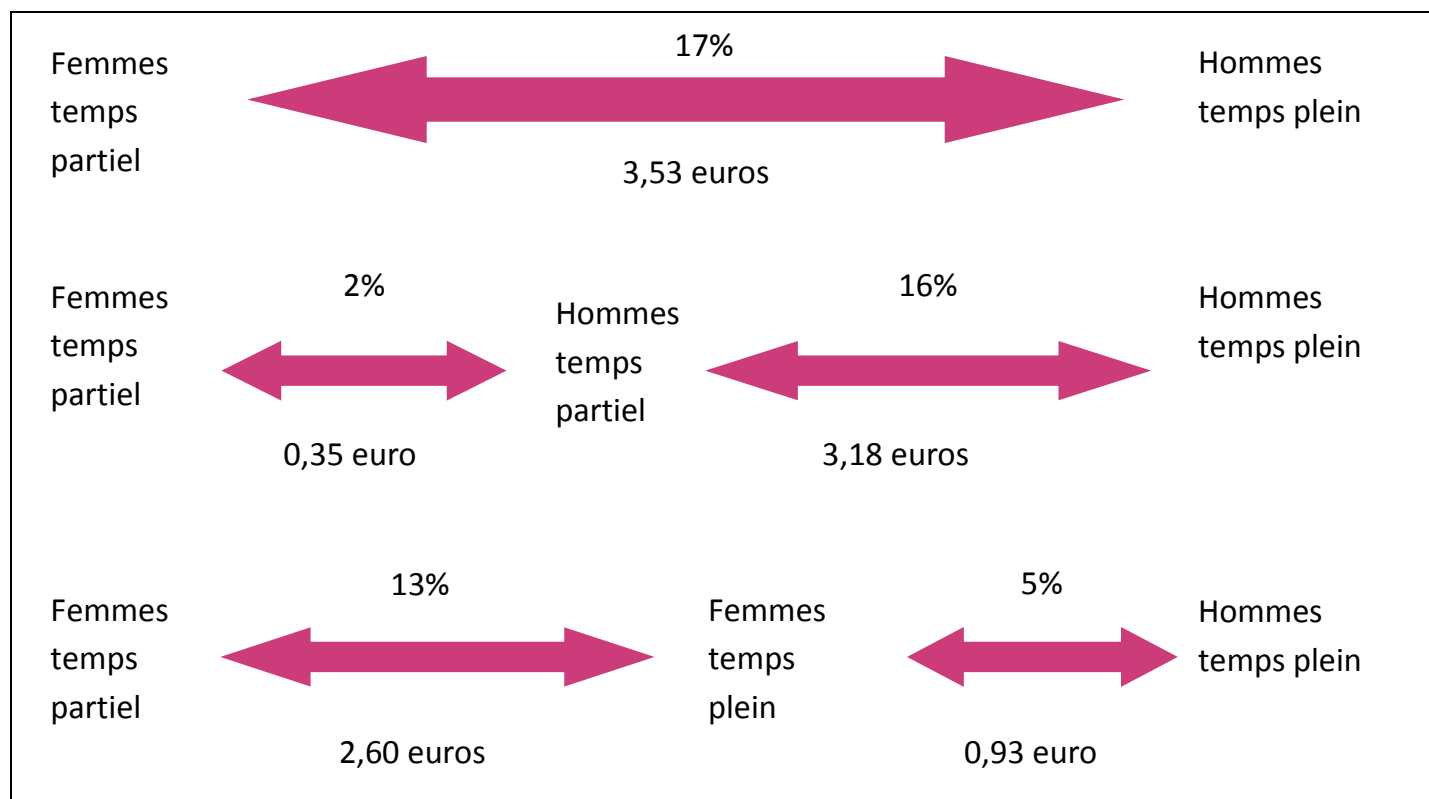 17%
Femmes
temps
partiel
Hommes
temps plein
3,53 euros
2%
16%
Femmes
temps
partiel
Hommes
temps
partiel
Hommes
temps plein
0,35 euro
3,18 euros
13%
5%
Femmes
temps
partiel
Femmes
temps
plein
Hommes
temps plein
2,60 euros
0,93 euro